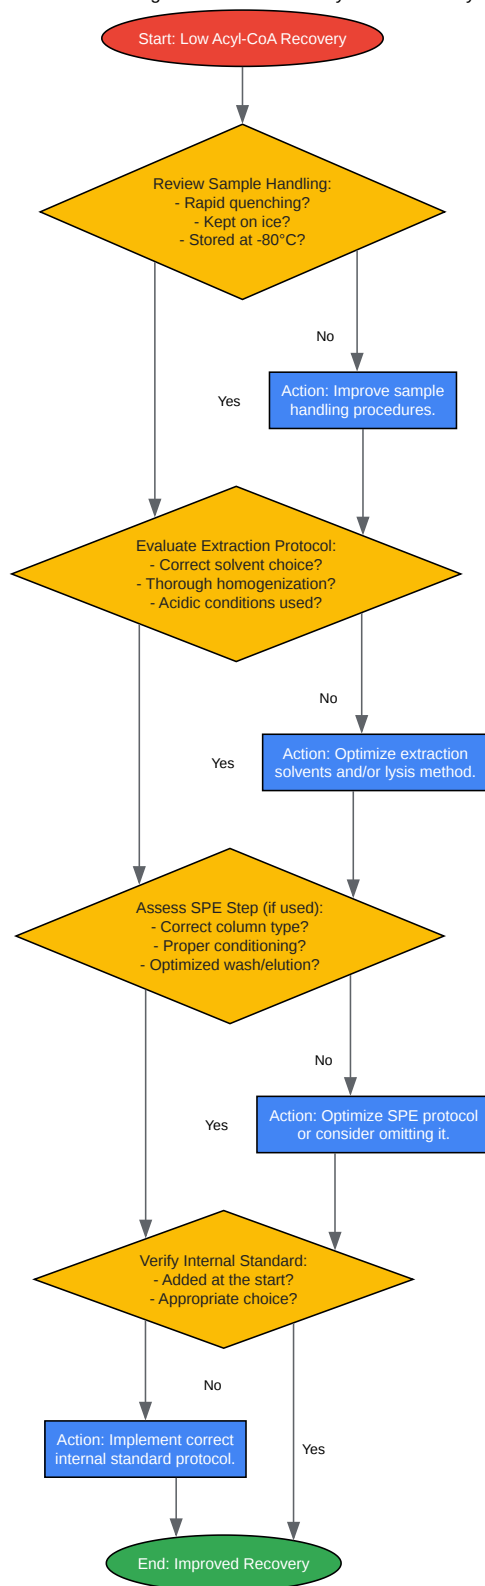 Start: Low Acyl-CoA Recovery
Review Sample Handling:
- Rapid quenching?
- Kept on ice?
- Stored at -80°C?
No
Yes
Action: Improve sample
handling procedures.
Evaluate Extraction Protocol:
- Correct solvent choice?
- Thorough homogenization?
- Acidic conditions used?
No
Yes
Action: Optimize extraction
solvents and/or lysis method.
Assess SPE Step (if used):
- Correct column type?
- Proper conditioning?
- Optimized wash/elution?
No
Yes
Action: Optimize SPE protocol
or consider omitting it.
Verify Internal Standard:
- Added at the start?
- Appropriate choice?
No
Yes
Action: Implement correct
internal standard protocol.
End: Improved Recovery